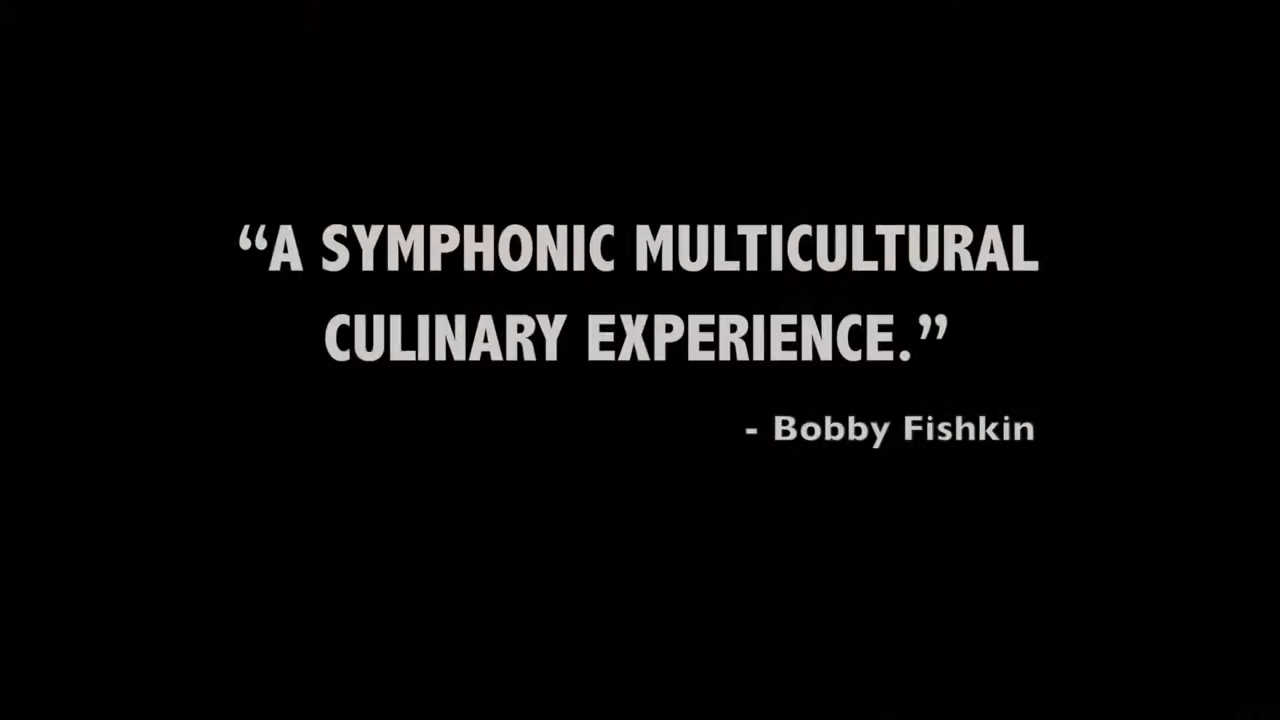 “A SYMPHONIC MULTICULTURAL
CULINARY EXPERIENCE.”
- Bobby Fishkin